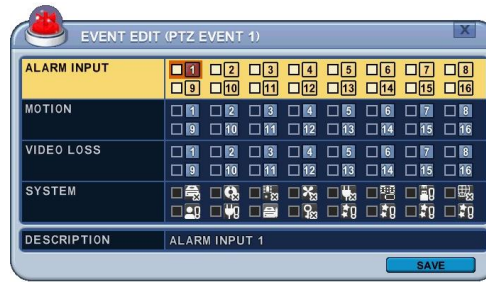 EVENT EDIT (PTZ EVENT 1)
X
ALARM INPUT 1 2 3 4 5 6 7 8
9 10 11 12 13 14 15 16
MOTION 1 2 3 4 5 6 7 8
9 10 11 12 13 14 15 16
VIDEO LOSS 1 2 3 4 5 6 7 8
9 10 11 12 13 14 15 16
SYSTEM
DESCRIPTION ALARM INPUT 1
SAVE